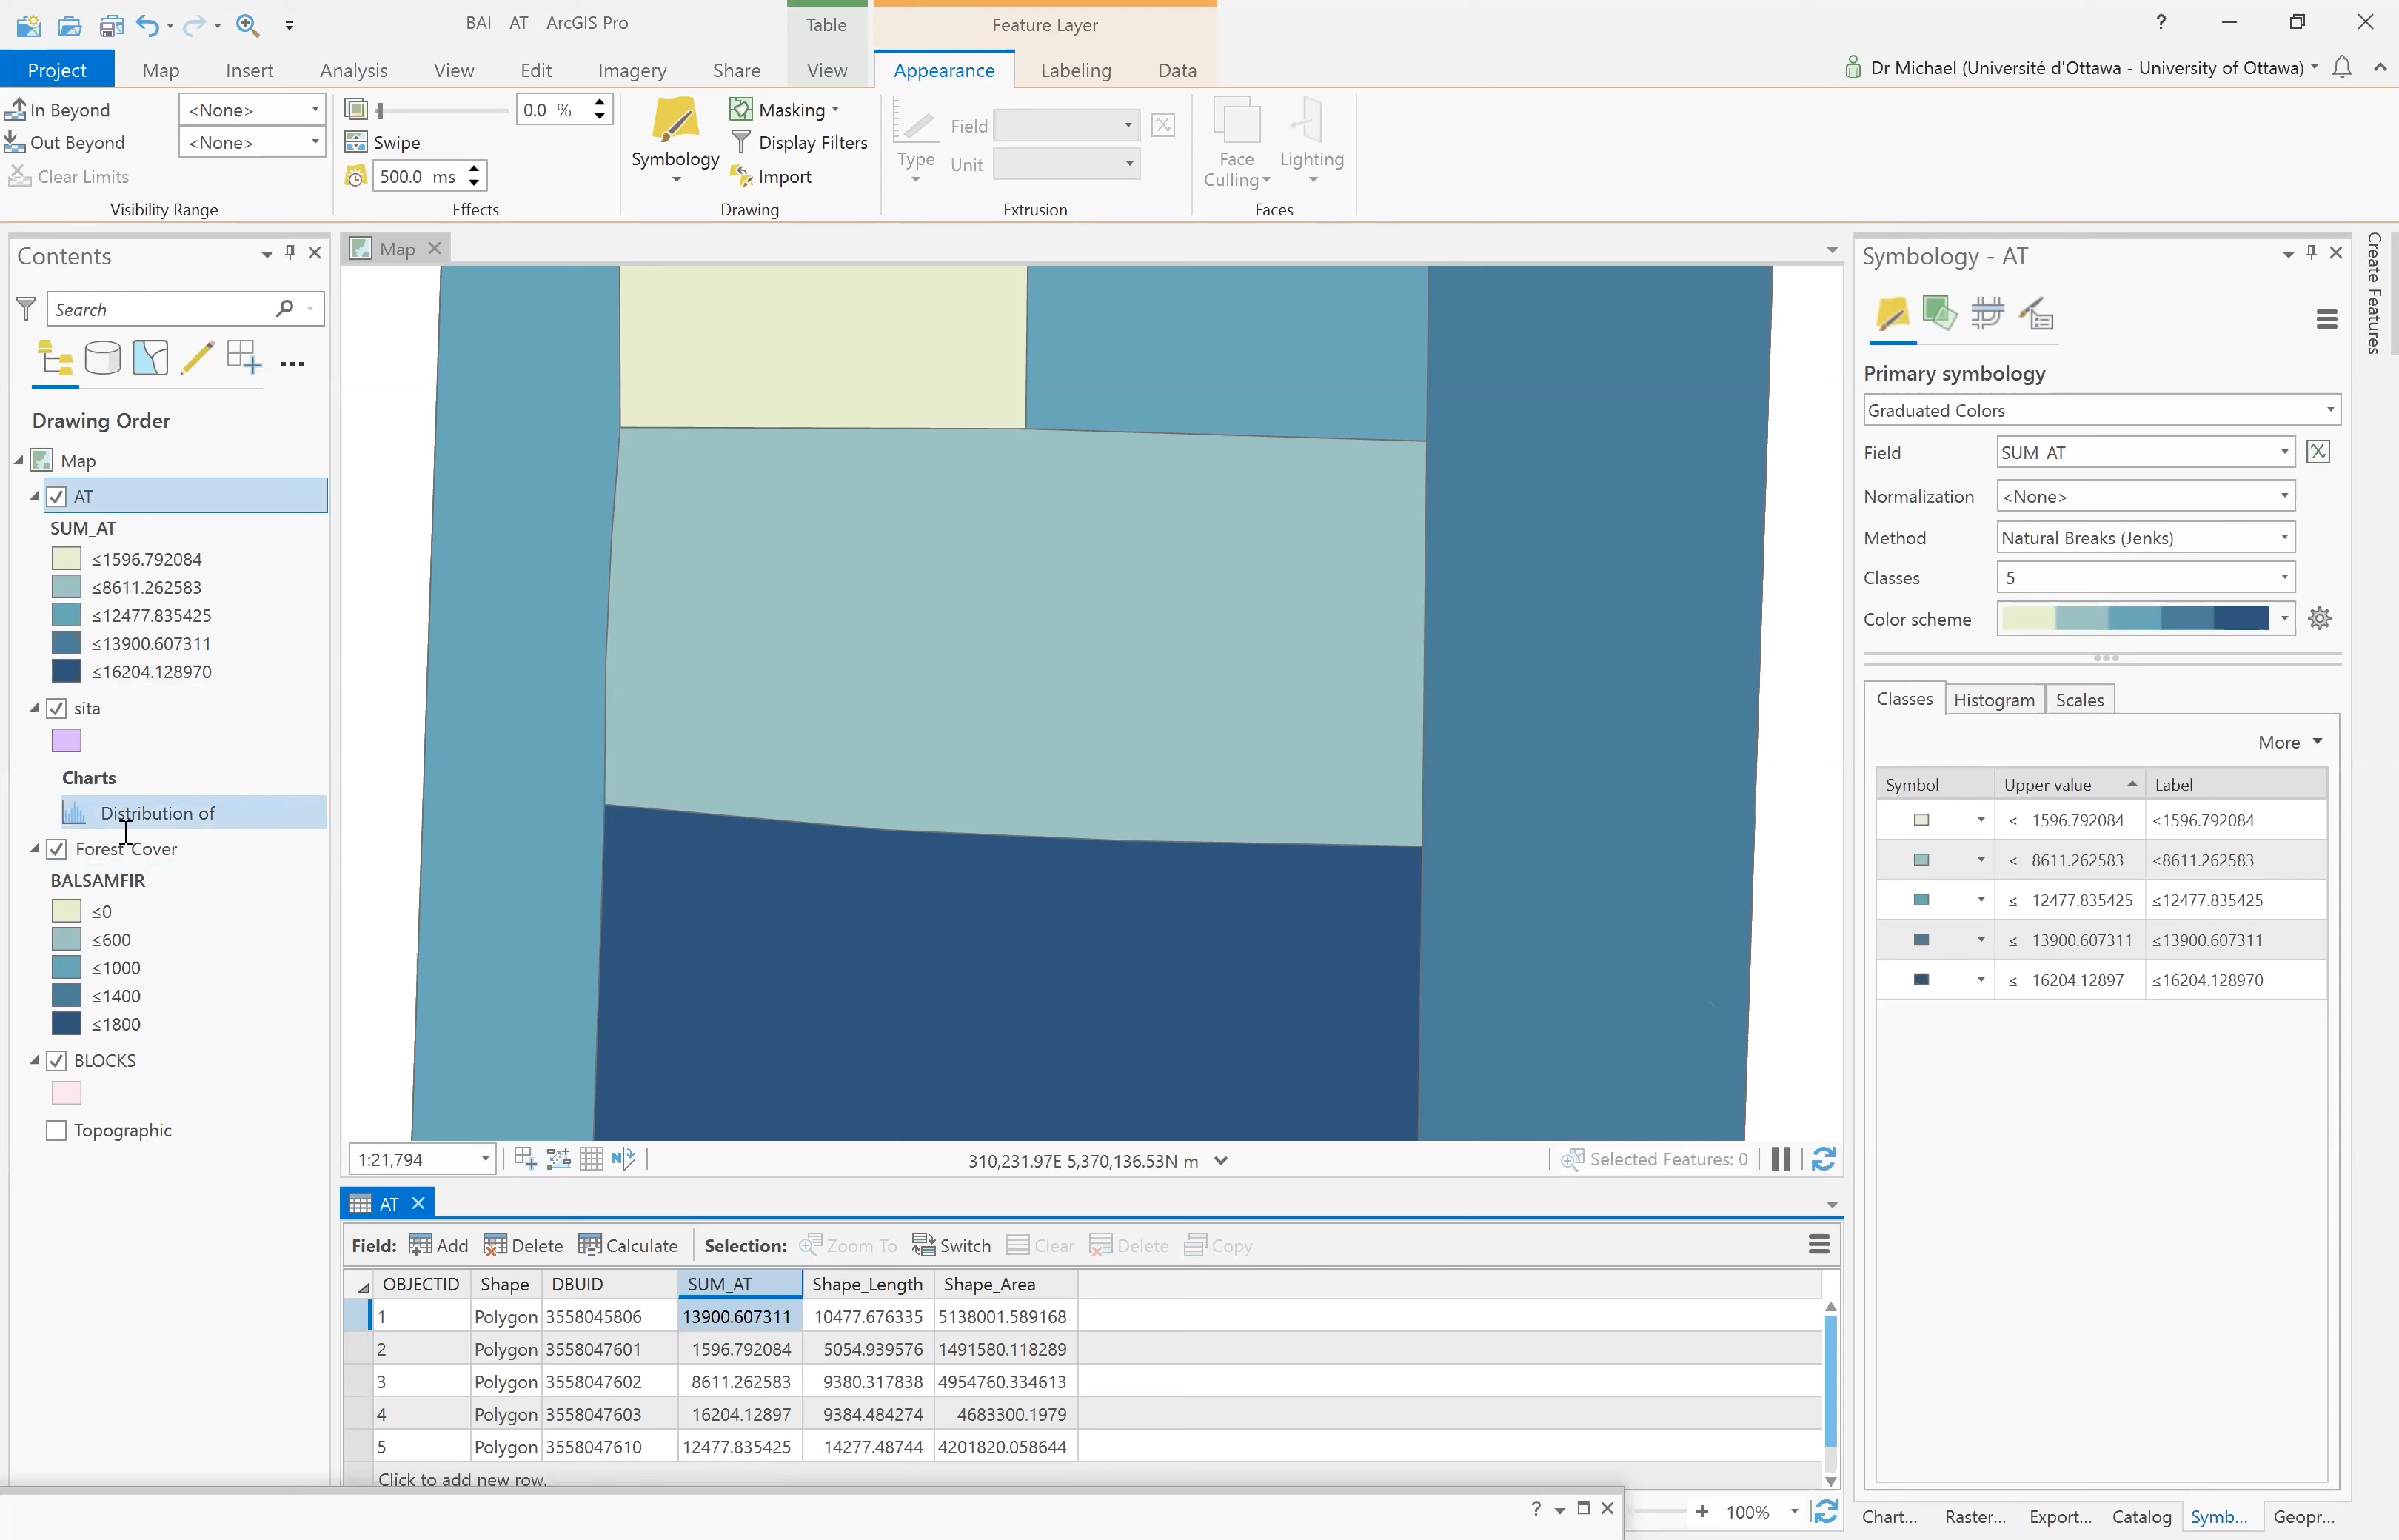 BAI - AT - ArcGIS Pro
Table
Feature Layer
?
Project Map Insert Analysis View Edit Imagery Share View Appearance Labeling Data
Dr Michael (Université d'Ottawa - University of Ottawa)
In Beyond <None>
Out Beyond <None>
Clear Limits
Visibility Range
0.0 %
Swipe
500.0 ms
Effects
Symbology
Masking
Display Filters
Import
Drawing
Type
Field
Unit
Extrusion
Face Culling
Lighting
Faces
Contents
Search
Drawing Order
Map
AT
SUM_AT
≤1596.792084
≤8611.262583
≤12477.835425
≤13900.607311
≤16204.128970
sita
Charts
Distribution of
Forest_Cover
BALSAMFIR
≤0
≤600
≤1000
≤1400
≤1800
BLOCKS
Topographic
Map
1:21,794
310,231.97E 5,370,136.53N m
Selected Features: 0
AT
Field: Add Delete Calculate Selection: Zoom To Switch Clear Delete Copy
OBJECTID Shape DBUID SUM_AT Shape_Length Shape_Area
1 Polygon 3558045806 13900.607311 10477.676335 5138001.589168
2 Polygon 3558047601 1596.792084 5054.939576 1491580.118289
3 Polygon 3558047602 8611.262583 9380.317838 4954760.334613
4 Polygon 3558047603 16204.12897 9384.484274 4683300.1979
5 Polygon 3558047610 12477.835425 14277.48744 4201820.058644
Click to add new row.
?
100%
Symbology - AT
Primary symbology
Graduated Colors
Field SUM_AT
Normalization <None>
Method Natural Breaks (Jenks)
Classes 5
Color scheme
Classes Histogram Scales
More
Symbol Upper value Label
≤ 1596.792084 ≤1596.792084
≤ 8611.262583 ≤8611.262583
≤ 12477.835425 ≤12477.835425
≤ 13900.607311 ≤13900.607311
≤ 16204.12897 ≤16204.128970
Chart... Raster... Export... Catalog Symb... Geopr...
Create Features